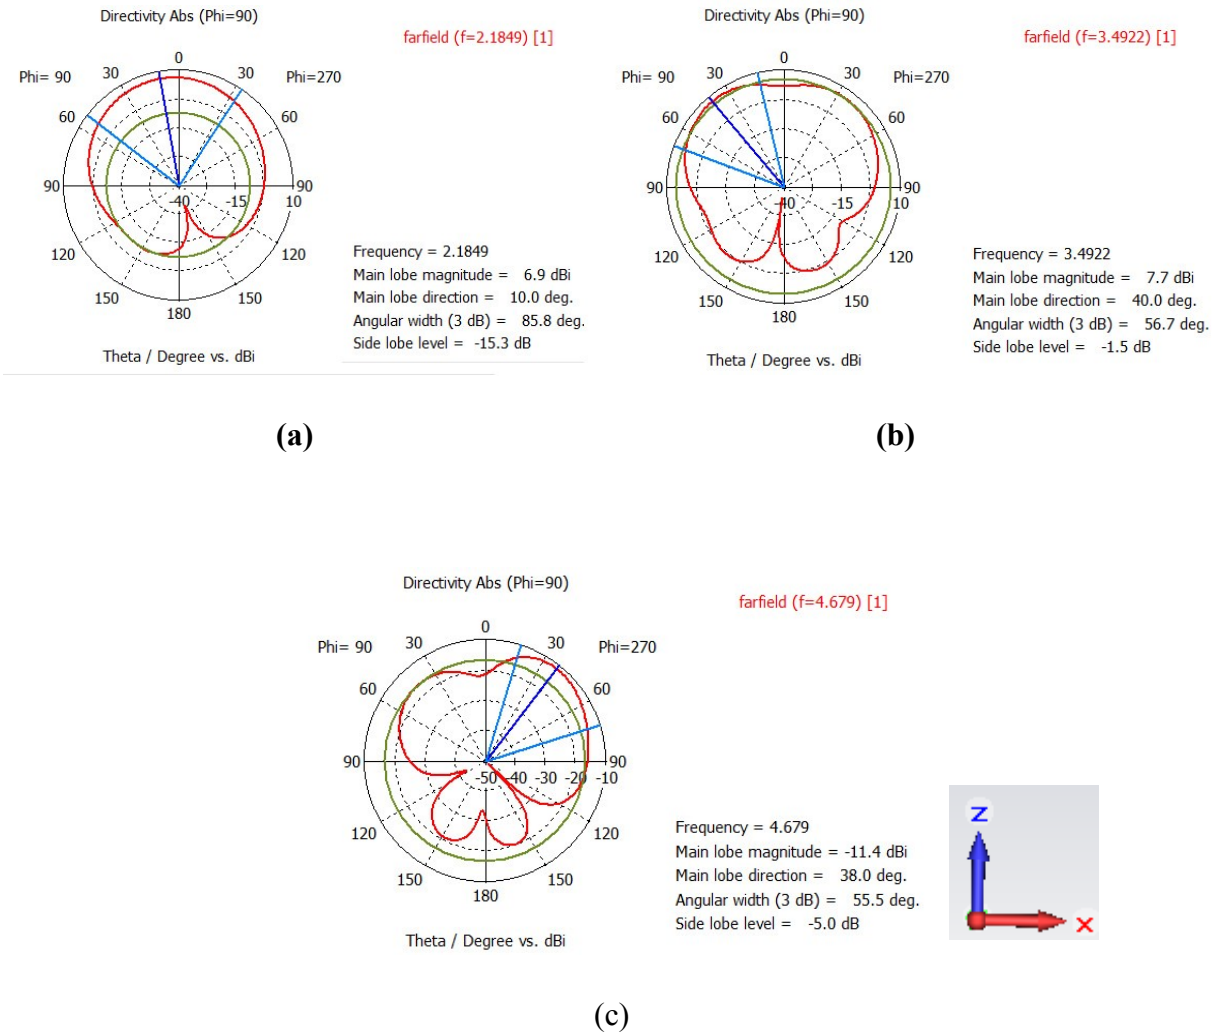 Directivity Abs (Phi=90)
farfield (f=2.1849) [1]
0
Phi= 90 30 30 Phi=270
60 60
90 -40 -15 90
10
120 120
150 150
180
Theta / Degree vs. dBi
Frequency = 2.1849
Main lobe magnitude = 6.9 dBi
Main lobe direction = 10.0 deg.
Angular width (3 dB) = 85.8 deg.
Side lobe level = -15.3 dB
(a)
Directivity Abs (Phi=90)
farfield (f=3.4922) [1]
0
Phi= 90 30 30 Phi=270
60 60
90 -40 -15 90
10
120 120
150 150
180
Theta / Degree vs. dBi
Frequency = 3.4922
Main lobe magnitude = 7.7 dBi
Main lobe direction = 40.0 deg.
Angular width (3 dB) = 56.7 deg.
Side lobe level = -1.5 dB
(b)
Directivity Abs (Phi=90)
farfield (f=4.679) [1]
0
Phi= 90 30 30 Phi=270
60 60
90 90
-50 -40 -30 -20 -10
120 120
150 150
180
Theta / Degree vs. dBi
Frequency = 4.679
Main lobe magnitude = -11.4 dBi
Main lobe direction = 38.0 deg.
Angular width (3 dB) = 55.5 deg.
Side lobe level = -5.0 dB
Z
X
(c)